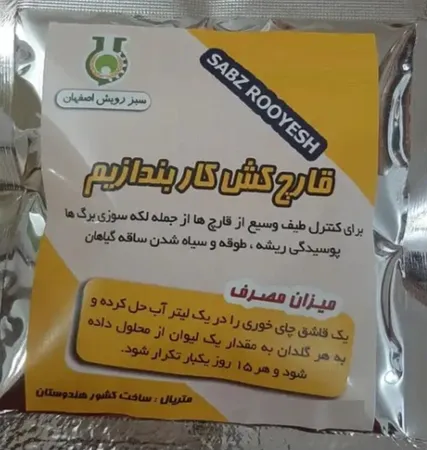 سبز رویش اصفهان
SABZ ROOYESH
قارچ کش کار بندازیم
برای کنترل طیف وسیع از قارچ ها از جمله لکه سوزی برگ ها
پوسیدگی ریشه ، طوقه و سیاه شدن ساقه گیاهان
میزان مصرف
یک قاشق چای خوری را در یک لیتر آب حل کرده و
به هر گلدان به مقدار یک لیوان از محلول داده
شود و هر ۱۵ روز یکبار تکرار شود.
متریال : ساخت کشور هندوستان